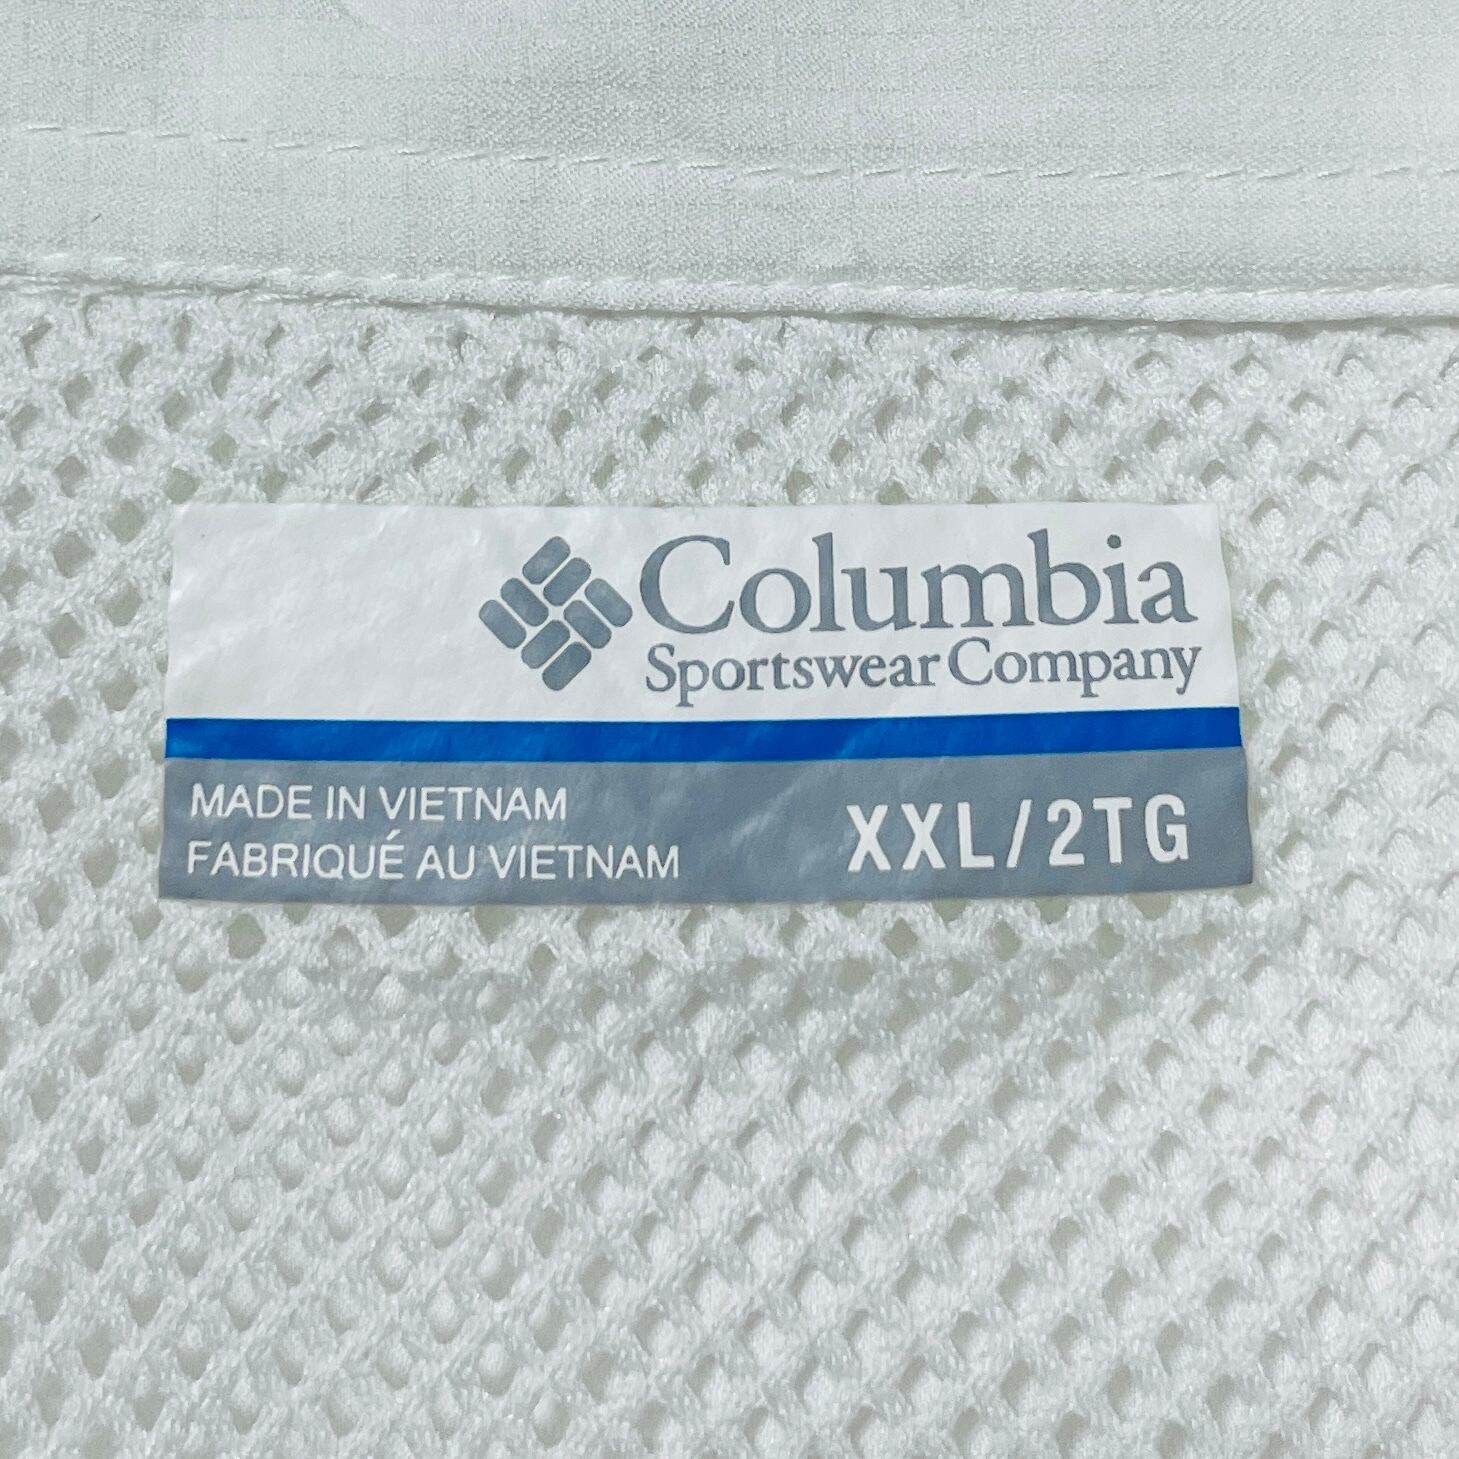 Columbia
Sportswear Company
MADE IN VIETNAM
FABRIQUÉ AU VIETNAM
XXL/2TG